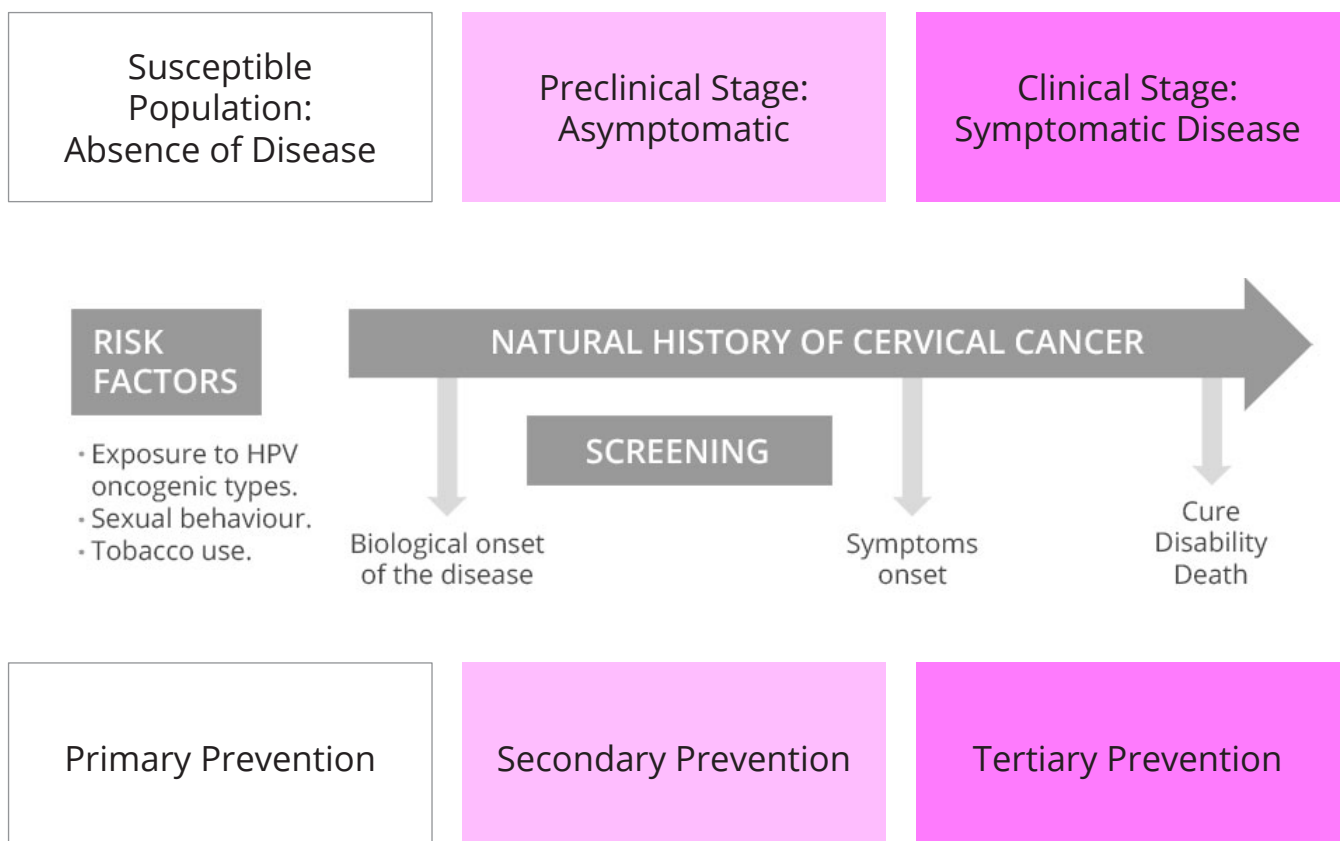 Susceptible
Population:
Absence of Disease
Preclinical Stage:
Asymptomatic
Clinical Stage:
Symptomatic Disease
RISK
FACTORS
NATURAL HISTORY OF CERVICAL CANCER
SCREENING
• Exposure to HPV
oncogenic types.
• Sexual behaviour.
• Tobacco use.
Biological onset
of the disease
Symptoms
onset
Cure
Disability
Death
Primary Prevention
Secondary Prevention
Tertiary Prevention